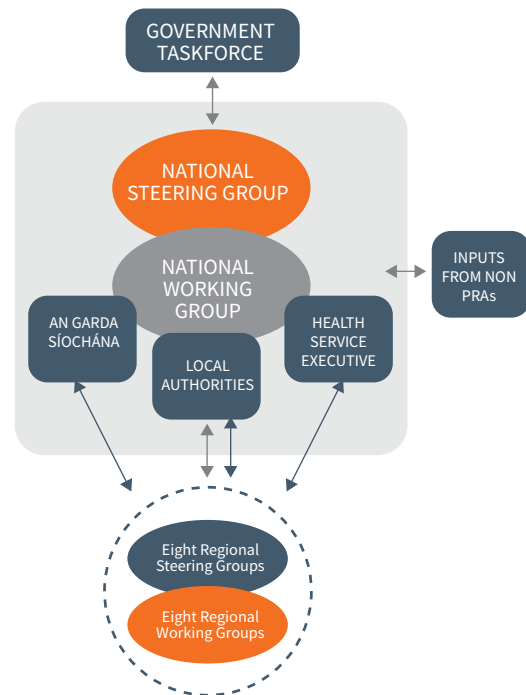 GOVERNMENT
TASKFORCE
NATIONAL
STEERING GROUP
NATIONAL
WORKING
GROUP
INPUTS
FROM NON
PRAs
AN GARDA
SÍOCHÁNA
LOCAL
AUTHORITIES
HEALTH
SERVICE
EXECUTIVE
Eight Regional
Steering Groups
Eight Regional
Working Groups